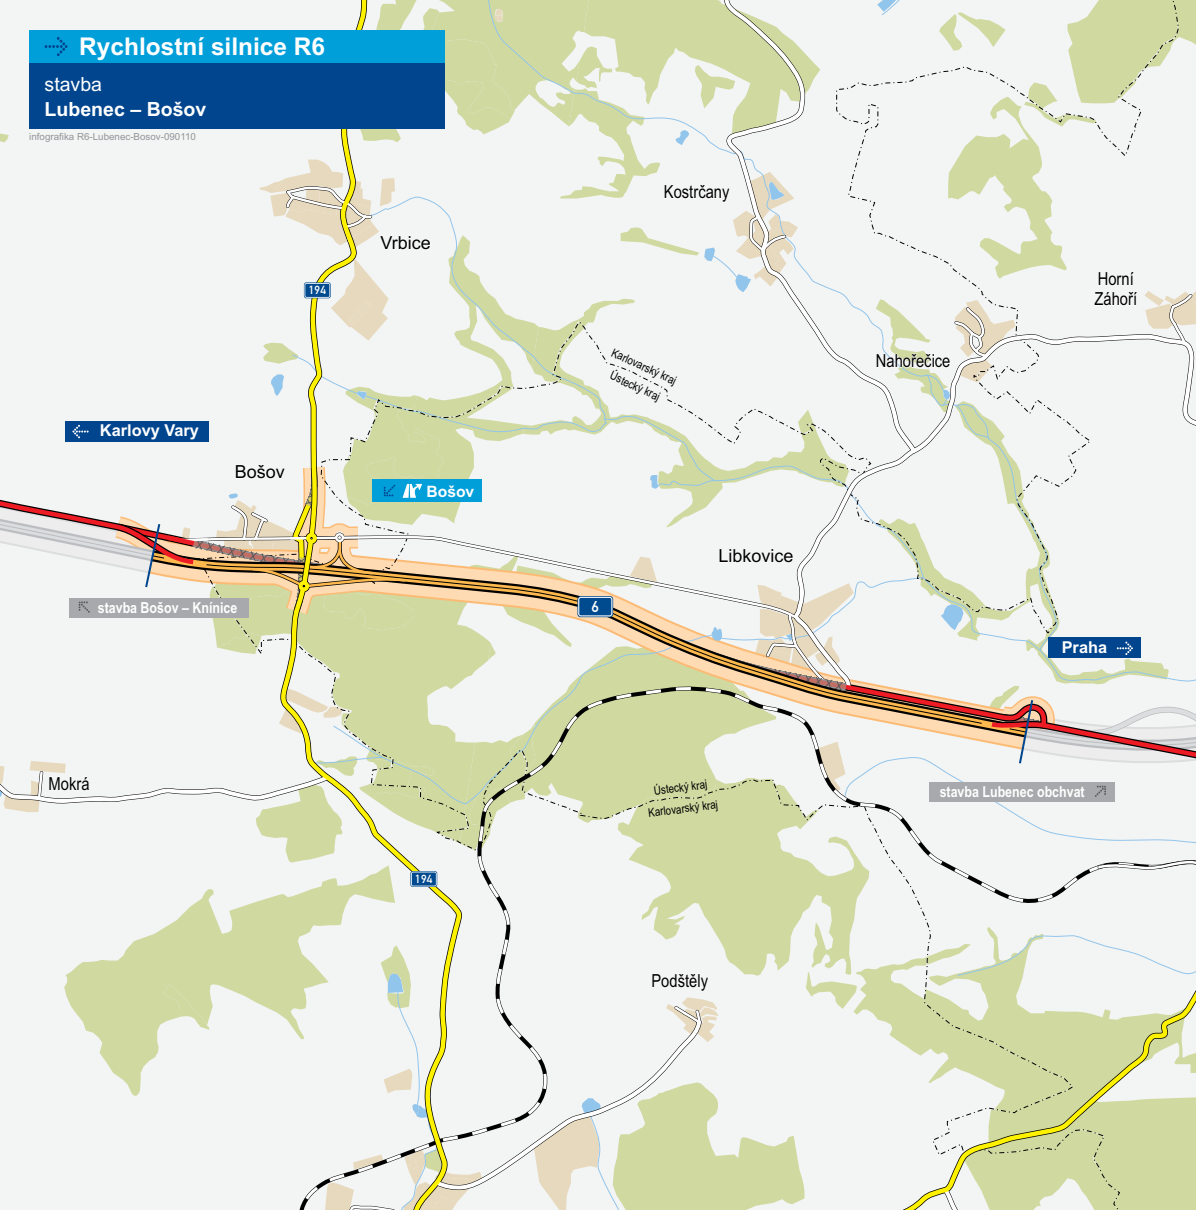 Rychlostní silnice R6
stavba
Lubenec – Bošov
infografika R6-Lubenec-Bosov-090110
Kostrčany
Vrbice
194
Horní
Záhoří
Karlovarský kraj
Ústecký kraj
Nahořečice
Karlovy Vary
Bošov
Bošov
Libkovice
stavba Bošov – Knínice
6
Praha
Mokrá
Ústecký kraj
Karlovarský kraj
stavba Lubenec obchvat
194
Podštěly